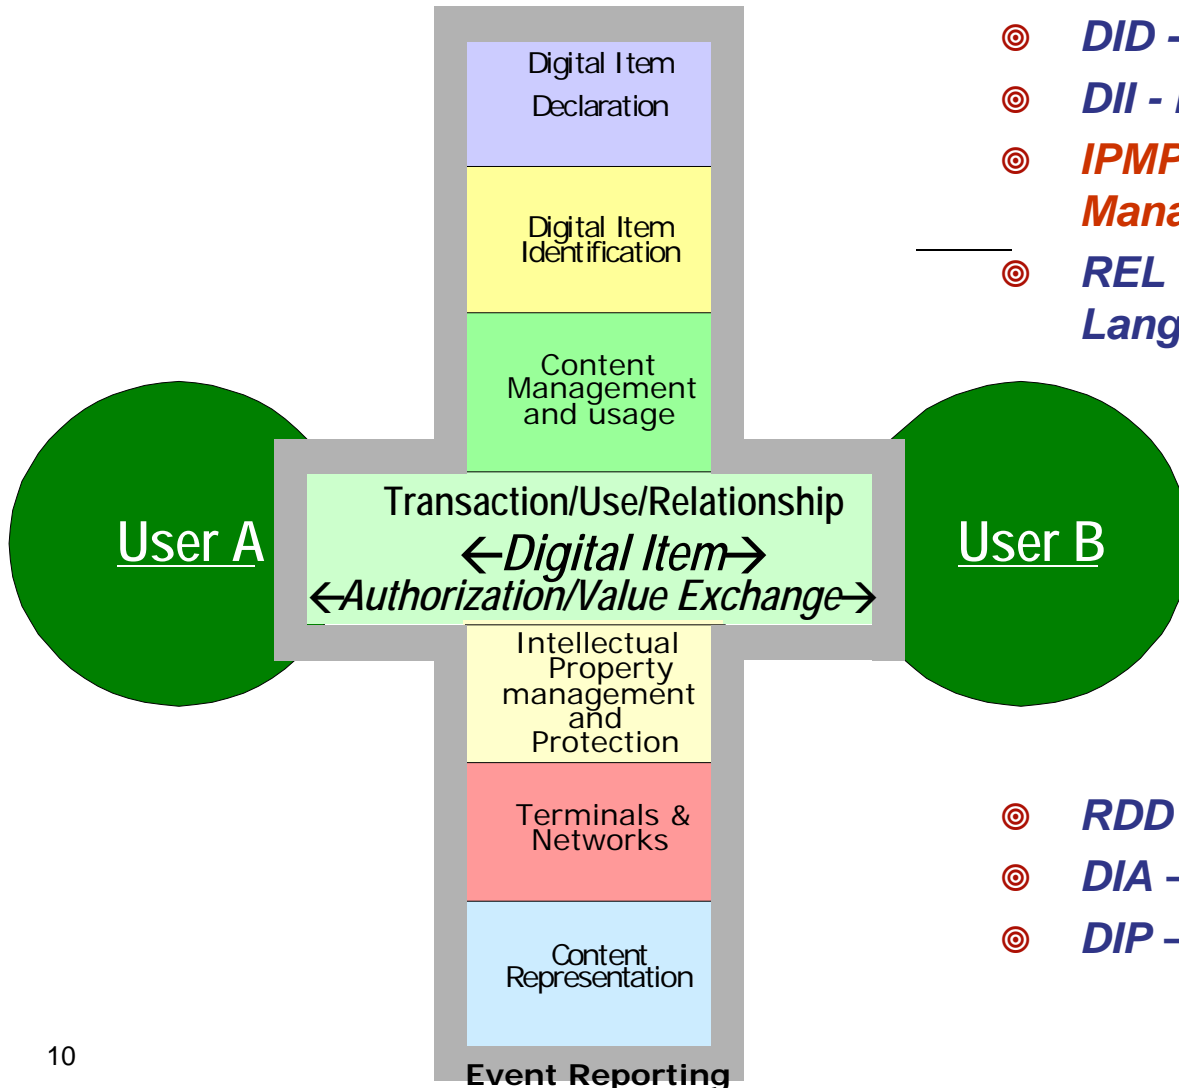 Digital Item
Declaration
Digital Item
Identification
Content
Management
and usage
Transaction/Use/Relationship
←Digital Item→
←Authorization/Value Exchange→
User A
User B
Intellectual
Property
management
and
Protection
Terminals &
Networks
Content
Representation
Event Reporting
DID -
DII -
IPMP
REL
RDD
DIA –
DIP –
10